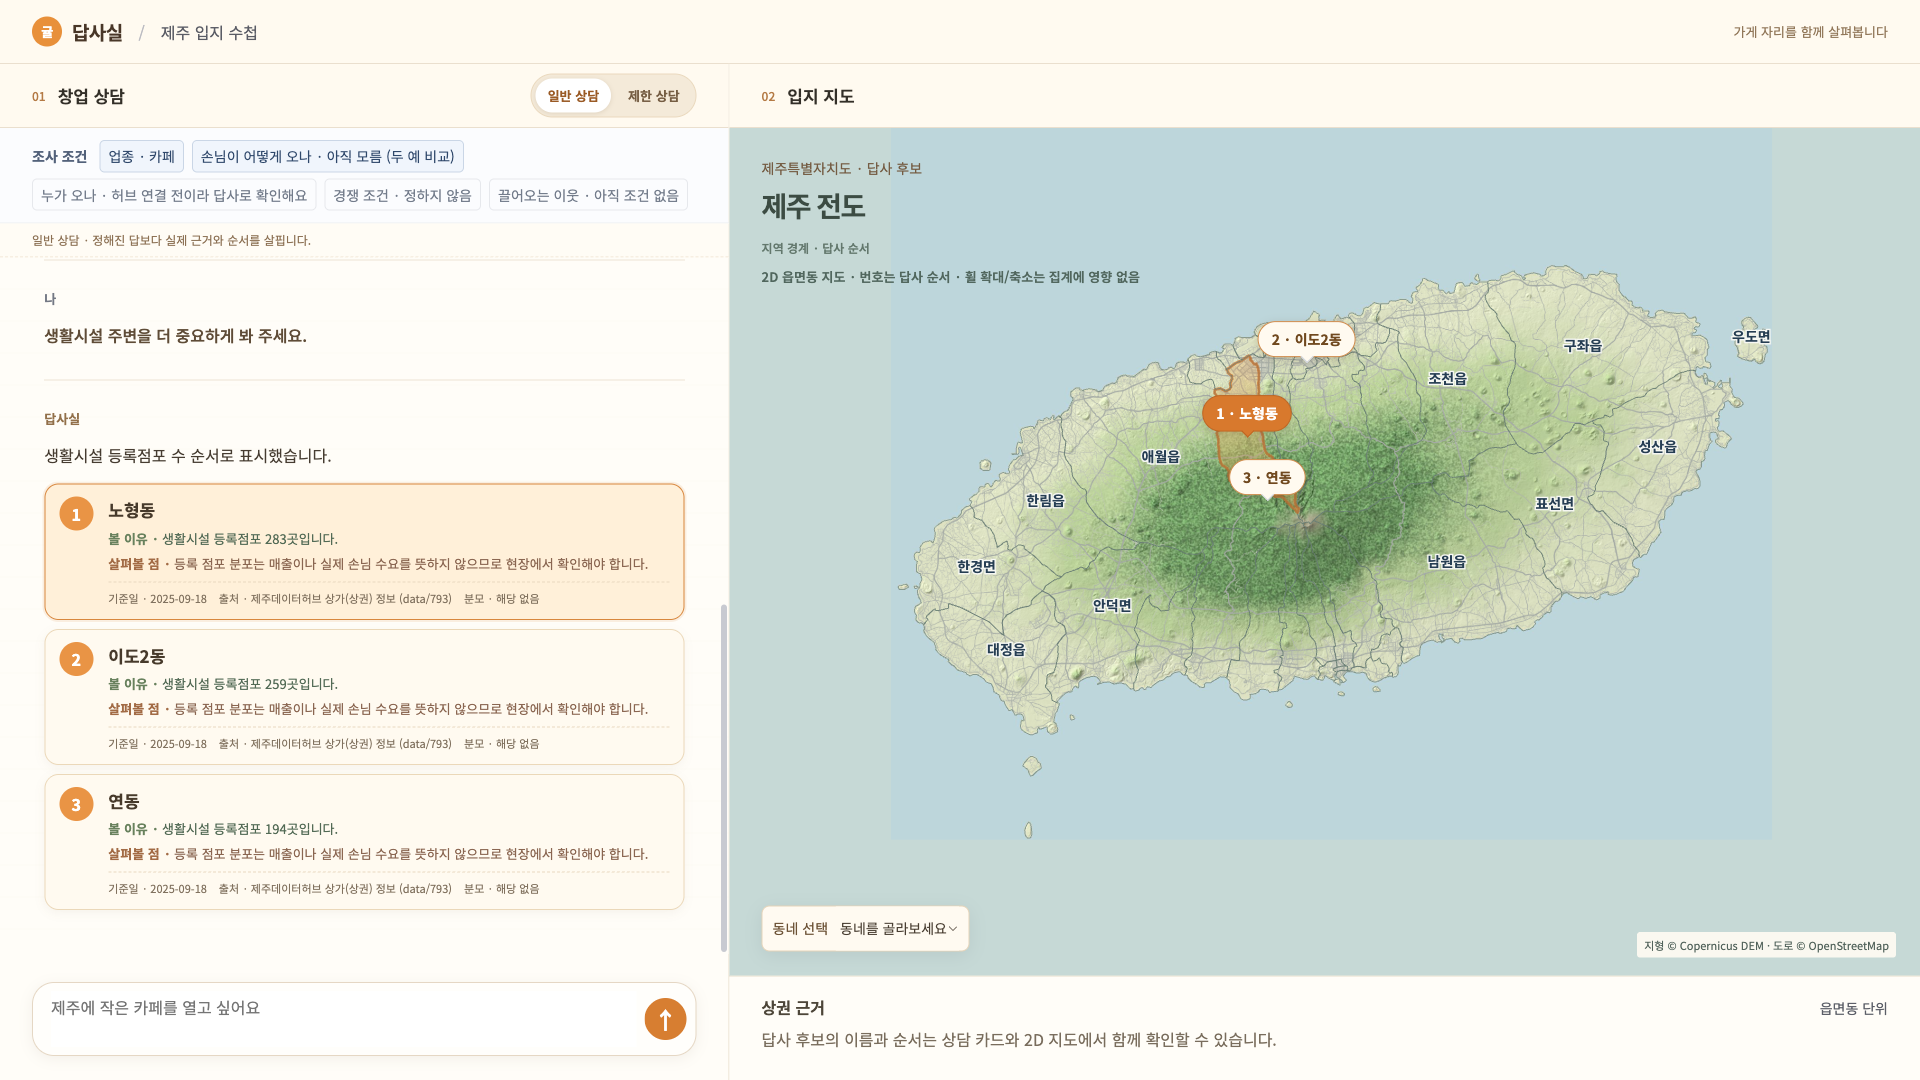 귤 답사실 / 제주 입지 수첩
가게 자리를 함께 살펴봅니다
01 창업 상담
일반 상담 제한 상담
조사 조건 업종 · 카페 손님이 어떻게 오나 · 아직 모름 (두 예 비교)
누가 오나 · 허브 연결 전이라 답사로 확인해요 경쟁 조건 · 정하지 않음 끌어오는 이웃 · 아직 조건 없음
일반 상담 · 정해진 답보다 실제 근거와 순서를 살핍니다.
나
생활시설 주변을 더 중요하게 봐 주세요.
답사실
생활시설 등록점포 수 순서로 표시했습니다.
1 노형동
볼 이유 · 생활시설 등록점포 283곳입니다.
살펴볼 점 · 등록 점포 분포는 매출이나 실제 손님 수요를 뜻하지 않으므로 현장에서 확인해야 합니다.
기준일 · 2025-09-18 출처 · 제주데이터허브 상가(상권) 정보 (data/793) 분모 · 해당 없음
2 이도2동
볼 이유 · 생활시설 등록점포 259곳입니다.
살펴볼 점 · 등록 점포 분포는 매출이나 실제 손님 수요를 뜻하지 않으므로 현장에서 확인해야 합니다.
기준일 · 2025-09-18 출처 · 제주데이터허브 상가(상권) 정보 (data/793) 분모 · 해당 없음
3 연동
볼 이유 · 생활시설 등록점포 194곳입니다.
살펴볼 점 · 등록 점포 분포는 매출이나 실제 손님 수요를 뜻하지 않으므로 현장에서 확인해야 합니다.
기준일 · 2025-09-18 출처 · 제주데이터허브 상가(상권) 정보 (data/793) 분모 · 해당 없음
제주에 작은 카페를 열고 싶어요
02 입지 지도
제주특별자치도 · 답사 후보
제주 전도
지역 경계 · 답사 순서
2D 읍면동 지도 · 번호는 답사 순서 · 휠 확대/축소는 집계에 영향 없음
우도면
2 · 이도2동
구좌읍
조천읍
1 · 노형동
성산읍
애월읍
3 · 연동
한림읍
표선면
남원읍
한경면
안덕면
대정읍
동네 선택 동네를 골라보세요
지형 © Copernicus DEM · 도로 © OpenStreetMap
상권 근거
읍면동 단위
답사 후보의 이름과 순서는 상담 카드와 2D 지도에서 함께 확인할 수 있습니다.